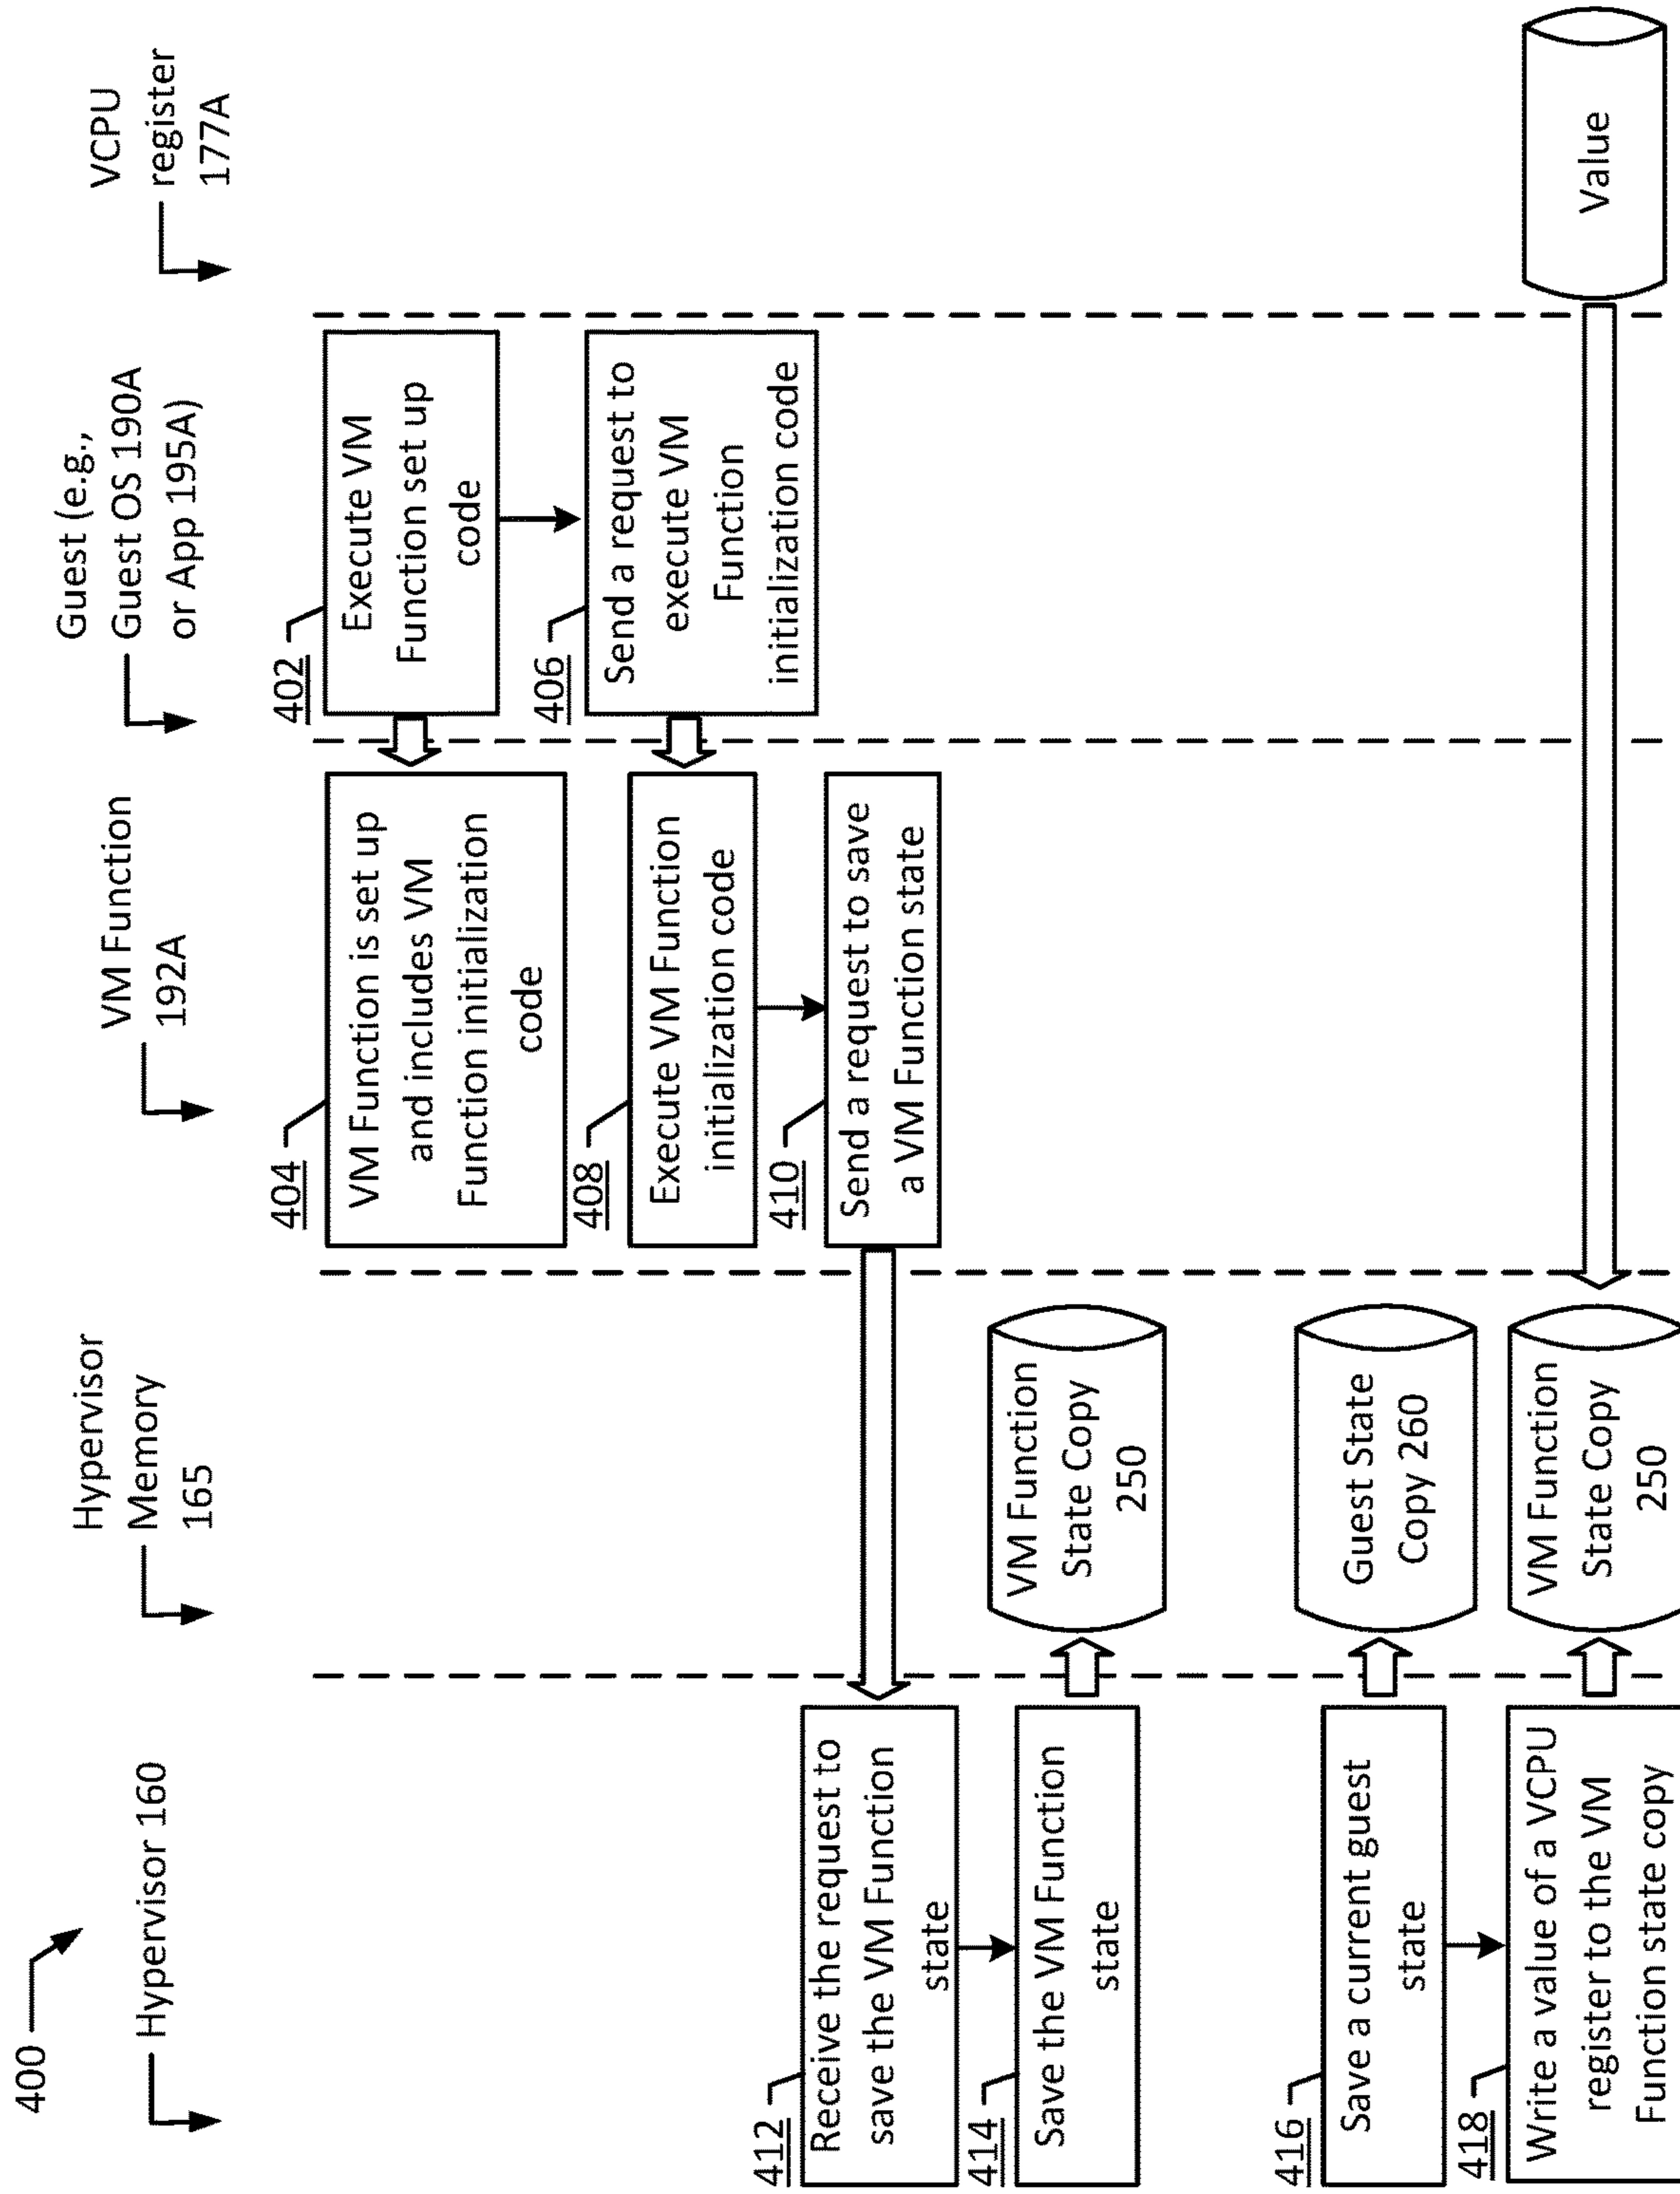 400
Hypervisor 160
Hypervisor
Memory
165
VM Function
192A
Guest (e.g.,
Guest OS 190A
or App 195A)
VCPU
register
177A
402
Execute VM
Function set up
code
404
VM Function is set up
and includes VM
Function initialization
code
406
Send a request to
execute VM
Function
initialization code
408
Execute VM Function
initialization code
410
Send a request to save
a VM Function state
412
Receive the request to
save the VM Function
state
414
Save the VM Function
state
VM Function
State Copy
250
416
Save a current guest
state
Guest State
Copy 260
418
Write a value of a VCPU
register to the VM
Function state copy
VM Function
State Copy
250
Value